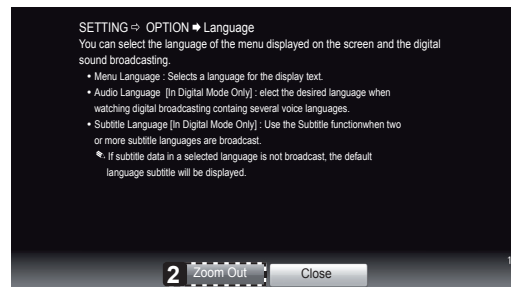 SETTING ⇨ OPTION ➡ Language
You can select the language of the menu displayed on the screen and the digital
sound broadcasting.
• Menu Language : Selects a language for the display text.
• Audio Language [In Digital Mode Only] : elect the desired language when
watching digital broadcasting containg several voice languages.
• Subtitle Language [In Digital Mode Only] : Use the Subtitle functionwhen two
or more subtitle languages are broadcast.
✎ If subtitle data in a selected language is not broadcast, the default
language subtitle will be displayed.
1
2 Zoom Out Close